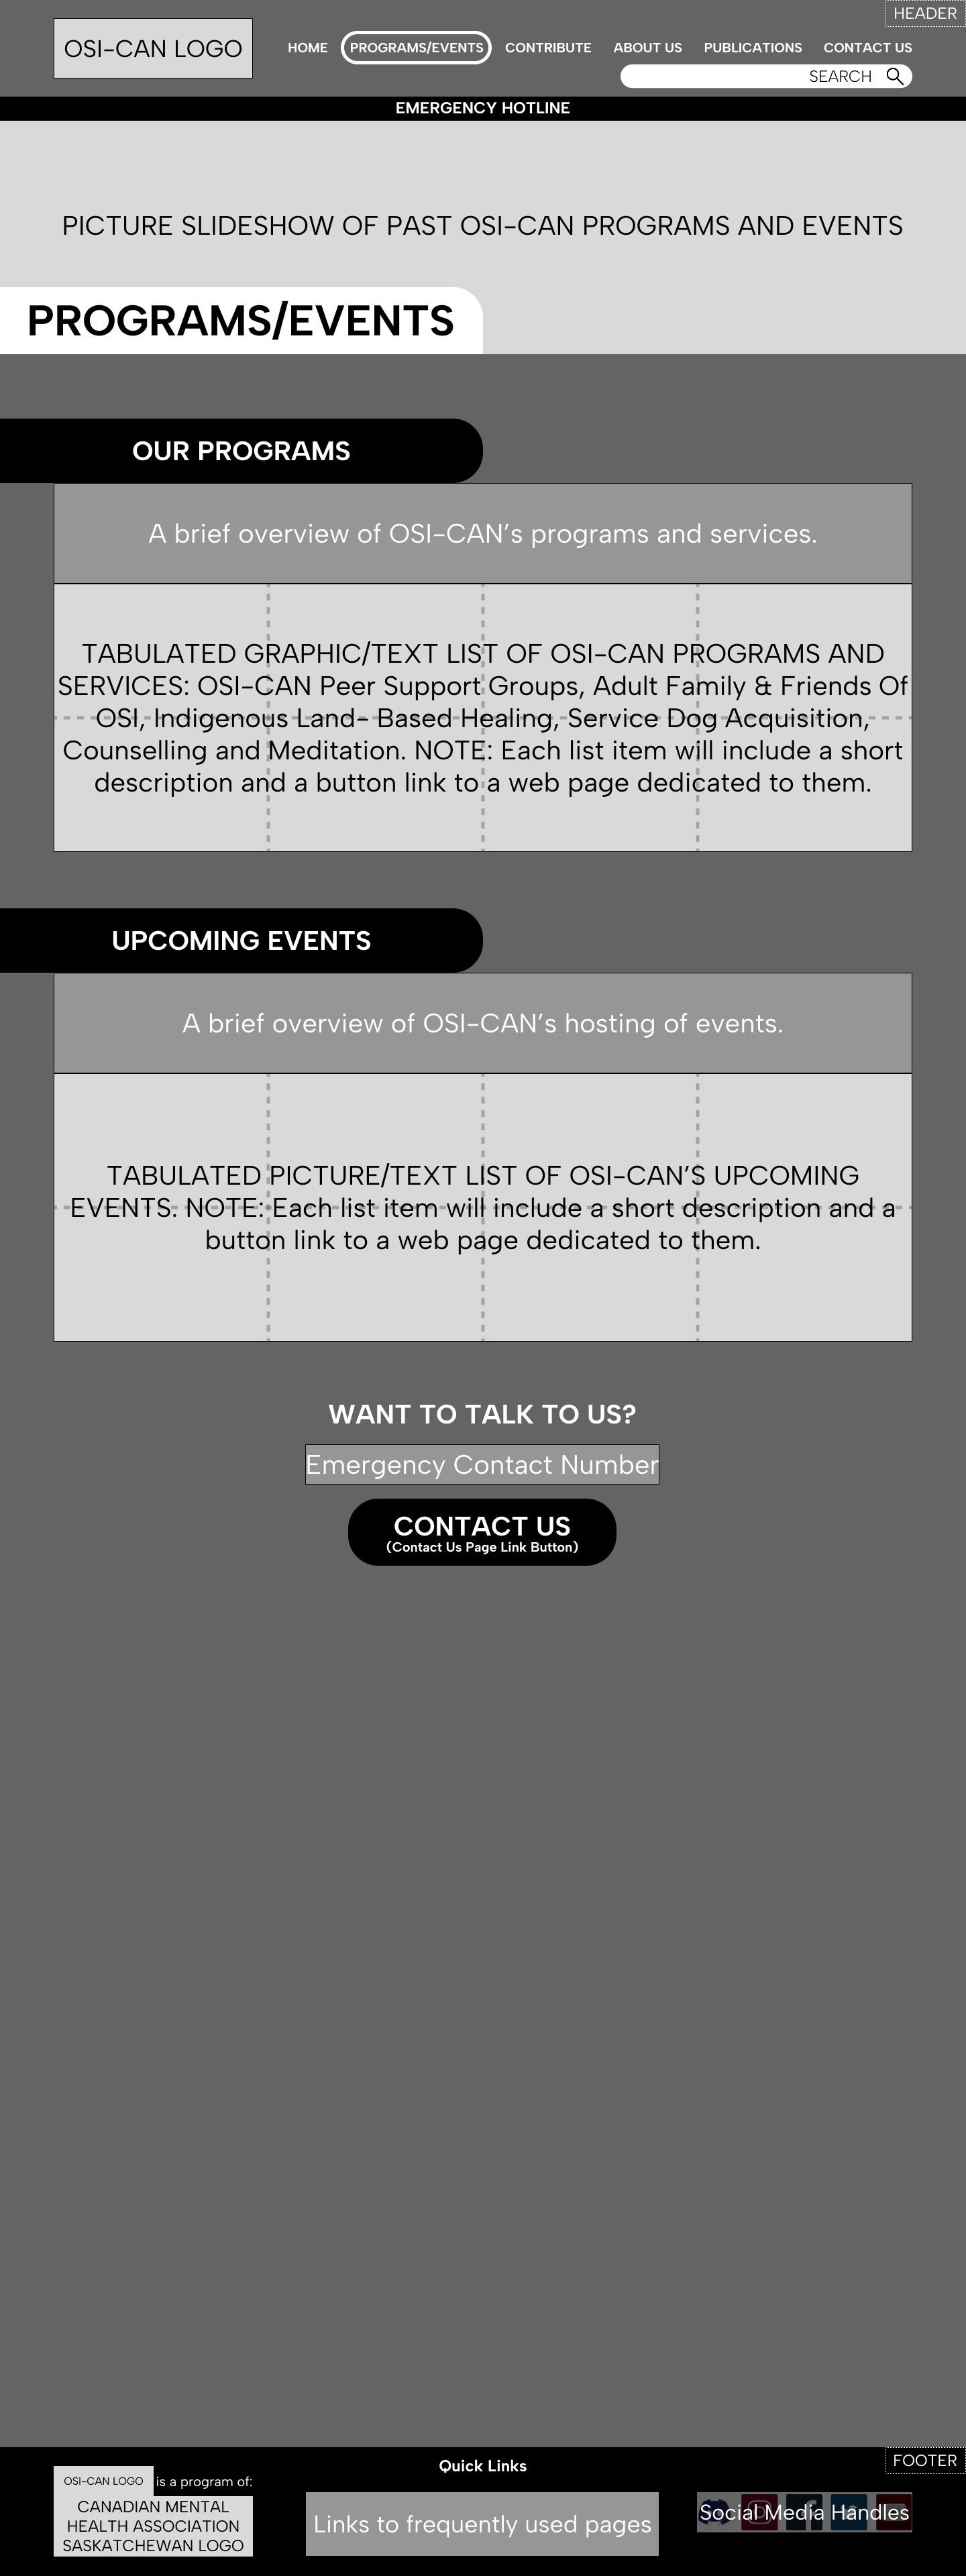 HEADER
OSI-CAN LOGO
HOME PROGRAMS/EVENTS CONTRIBUTE ABOUT US PUBLICATIONS CONTACT US
SEARCH
EMERGENCY HOTLINE
PICTURE SLIDESHOW OF PAST OSI-CAN PROGRAMS AND EVENTS
PROGRAMS/EVENTS
OUR PROGRAMS
A brief overview of OSI-CAN’s programs and services.
TABULATED GRAPHIC/TEXT LIST OF OSI-CAN PROGRAMS AND
SERVICES: OSI-CAN Peer Support Groups, Adult Family & Friends Of
OSI, Indigenous Land- Based Healing, Service Dog Acquisition,
Counselling and Meditation. NOTE: Each list item will include a short
description and a button link to a web page dedicated to them.
UPCOMING EVENTS
A brief overview of OSI-CAN’s hosting of events.
TABULATED PICTURE/TEXT LIST OF OSI-CAN’S UPCOMING
EVENTS. NOTE: Each list item will include a short description and a
button link to a web page dedicated to them.
WANT TO TALK TO US?
Emergency Contact Number
CONTACT US
(Contact Us Page Link Button)
FOOTER
OSI-CAN LOGO is a program of:
CANADIAN MENTAL
HEALTH ASSOCIATION
SASKATCHEWAN LOGO
Quick Links
Links to frequently used pages
Social Media Handles